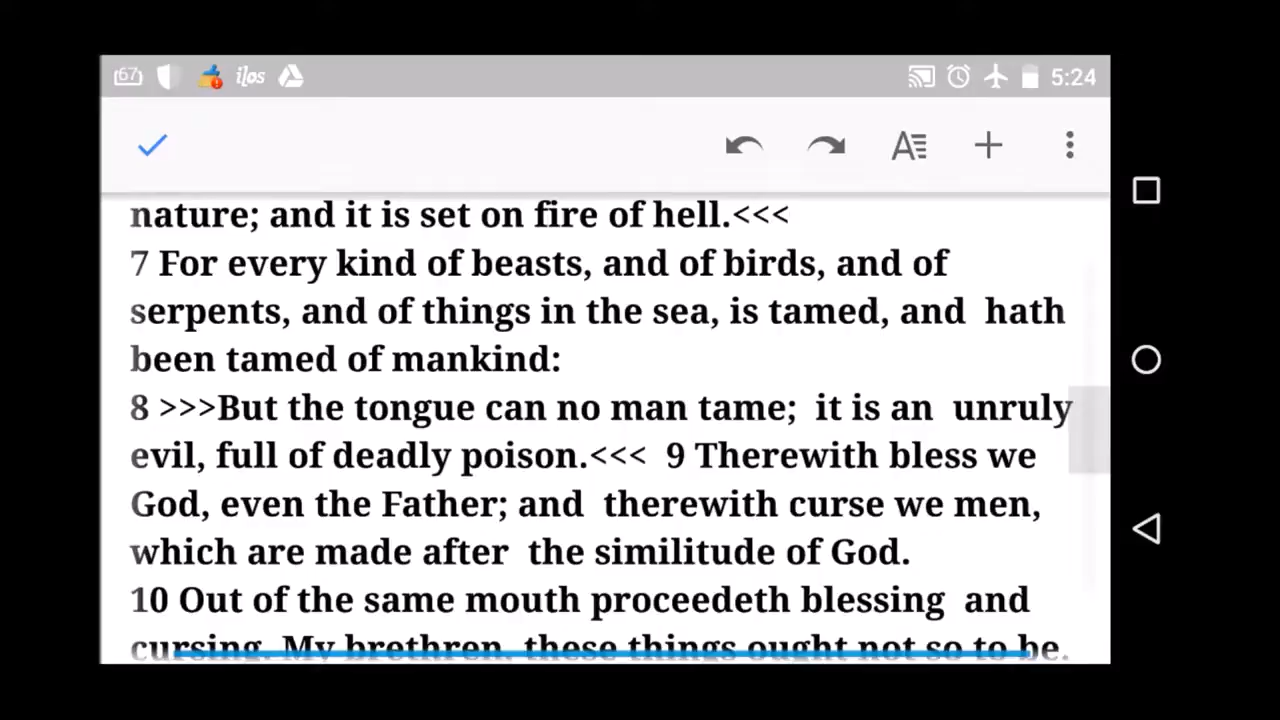 67 ilos 5:24
nature; and it is set on fire of hell.<<<
7 For every kind of beasts, and of birds, and of
serpents, and of things in the sea, is tamed, and  hath
been tamed of mankind:
8 >>>But the tongue can no man tame;  it is an  unruly
evil, full of deadly poison.<<<  9 Therewith bless we
God, even the Father; and  therewith curse we men,
which are made after  the similitude of God.
10 Out of the same mouth proceedeth blessing  and
cursing. My brethren, these things ought not so to be.